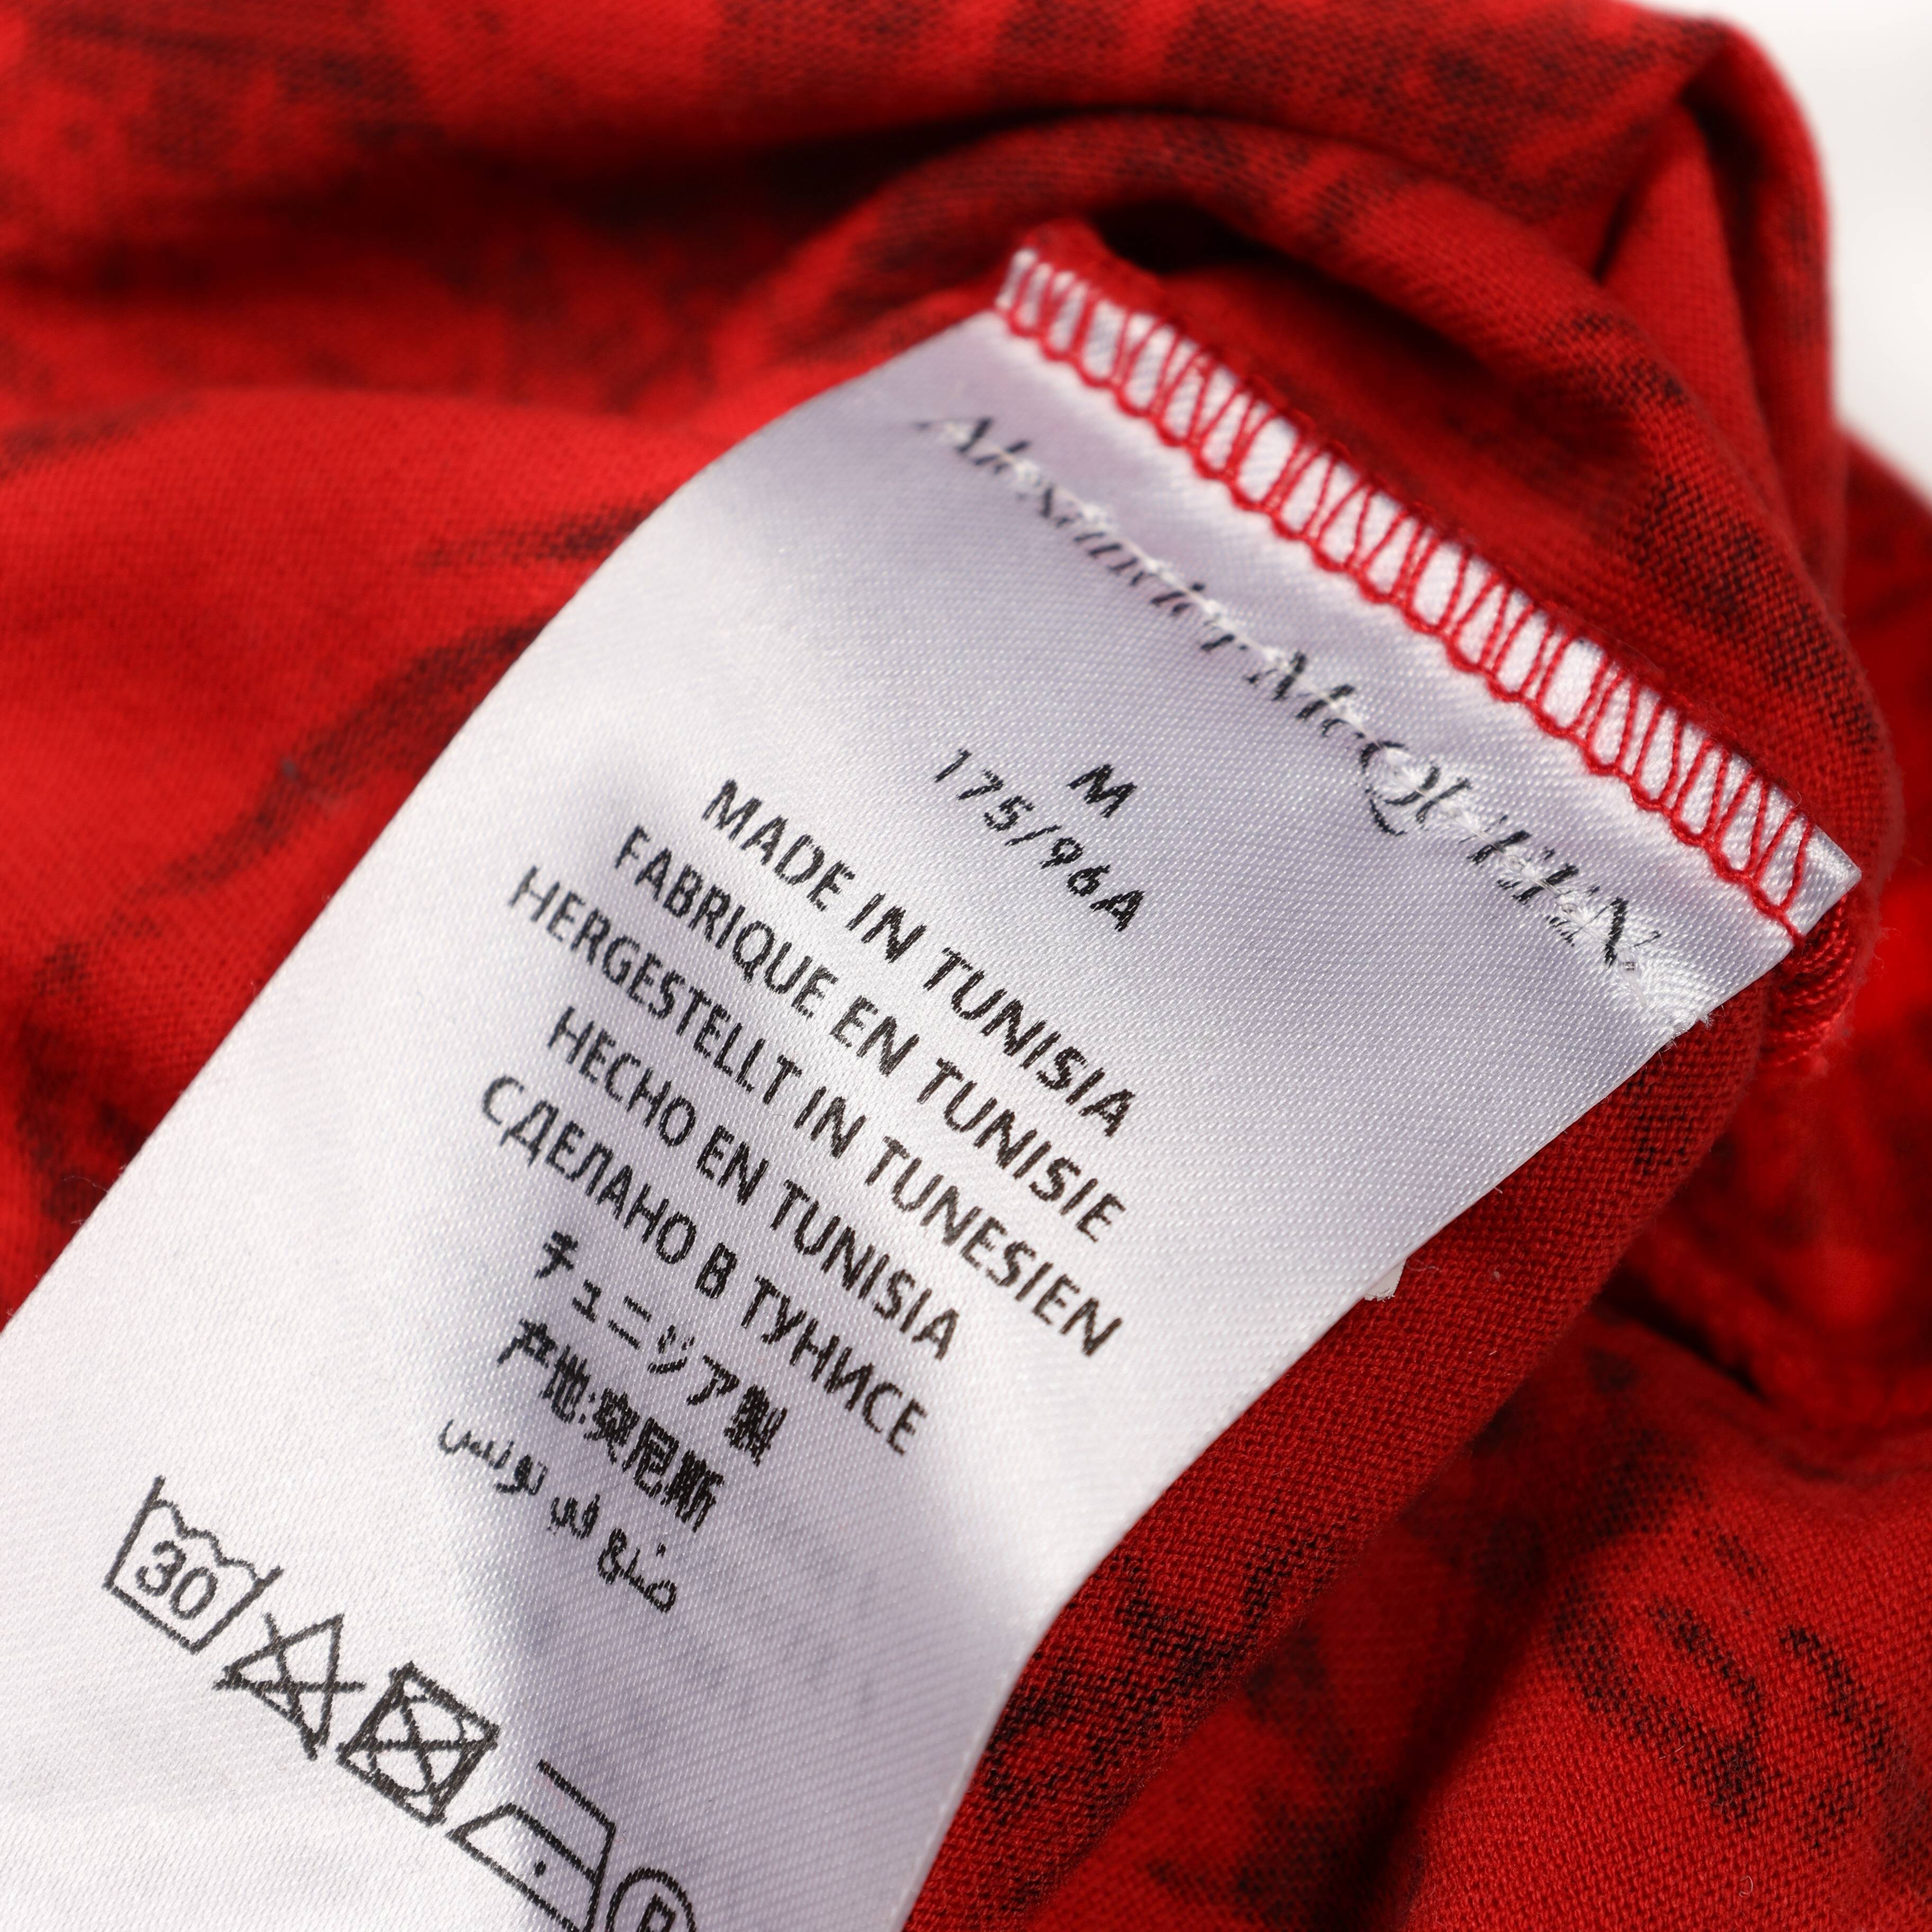 Alexander McQUEEN
M
175/96A
MADE IN TUNISIA
FABRIQUE EN TUNISIE
HERGESTELLT IN TUNESIEN
HECHO EN TUNISIA
СДЕЛАНО В ТУНИСЕ
チュニジア製
产地:突尼斯
صنع في تونس
30
P